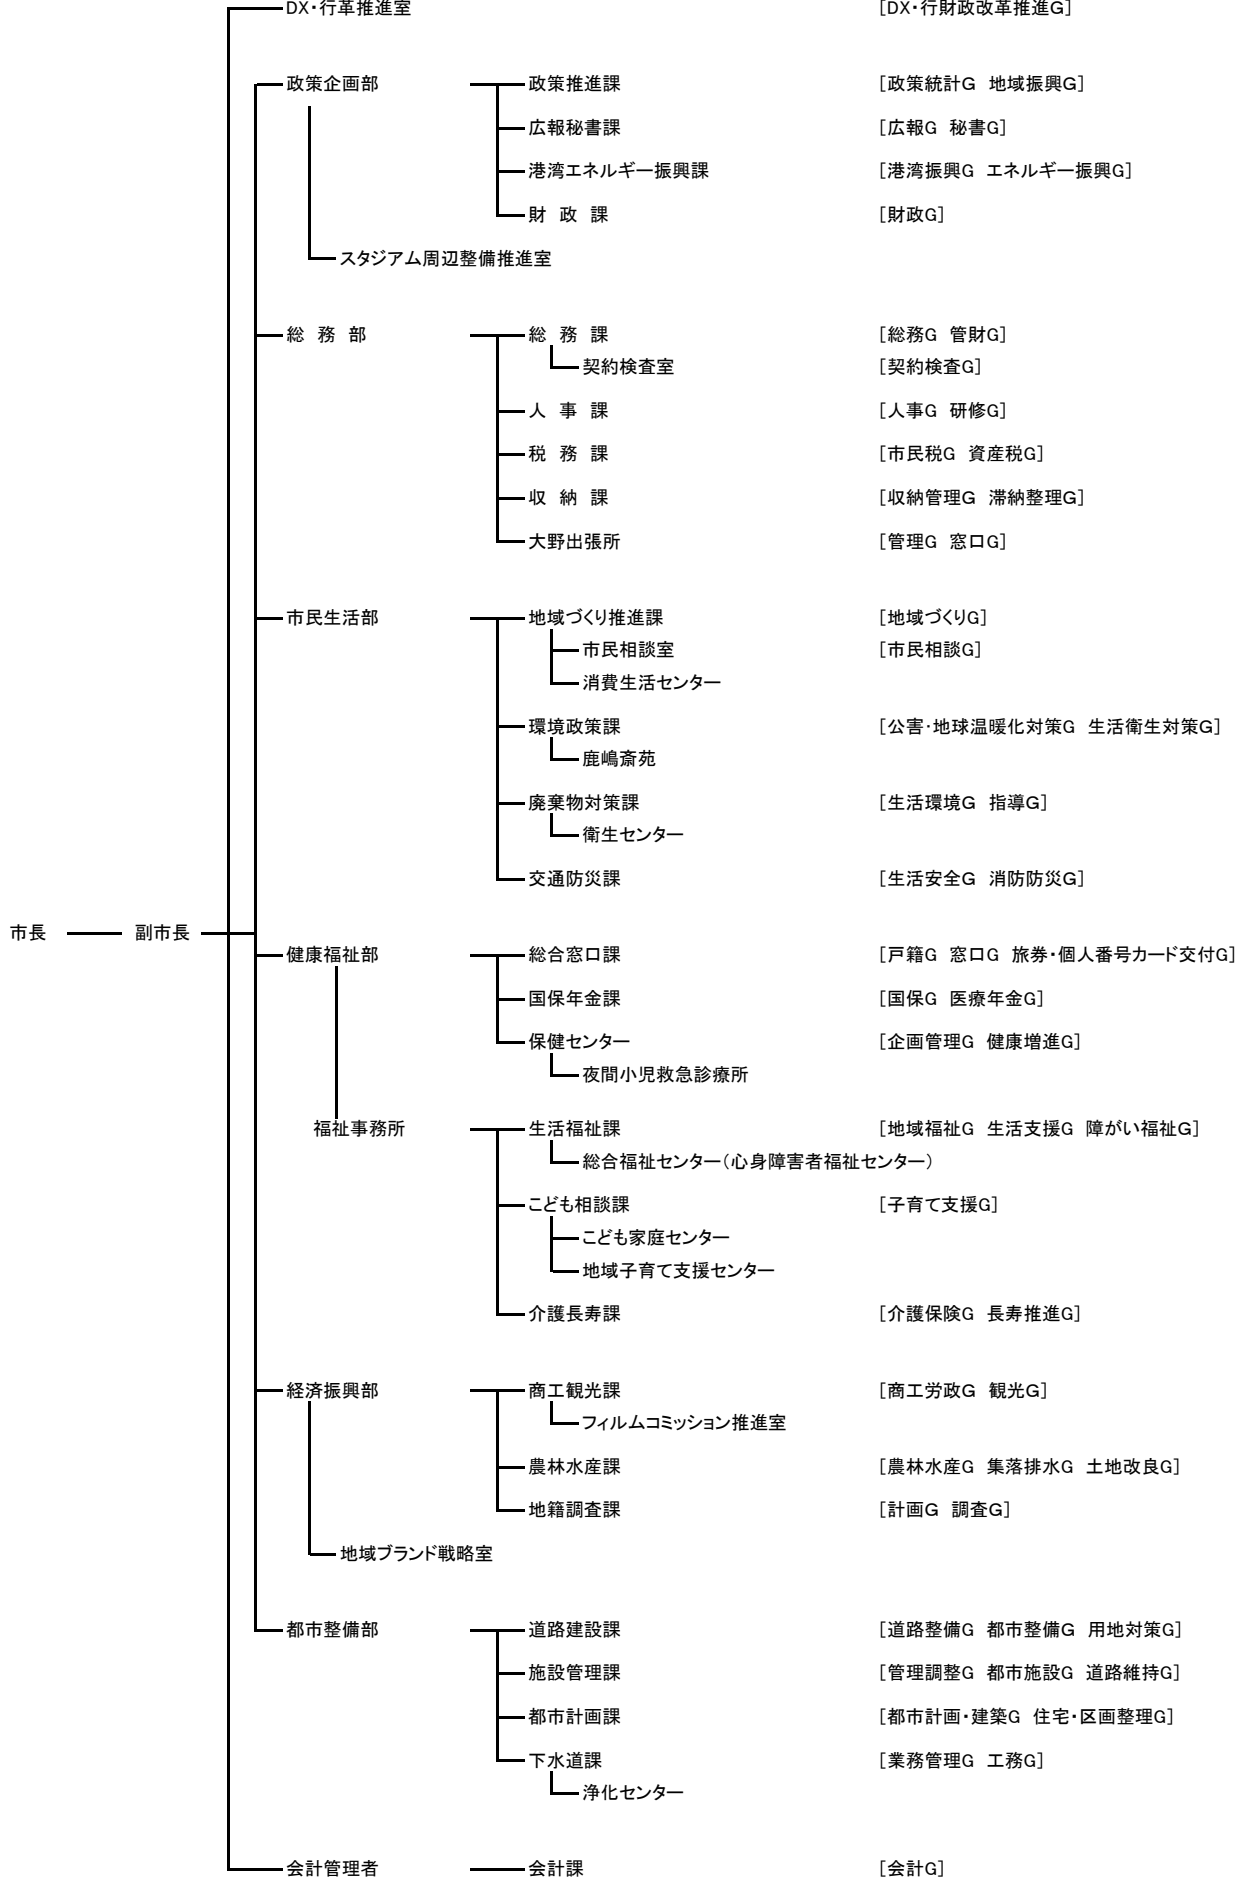 DX・行革推進室 [DX・行財政改革推進G]
政策企画部 政策推進課 [政策統計G 地域振興G]
広報秘書課 [広報G 秘書G]
港湾エネルギー振興課 [港湾振興G エネルギー振興G]
財 政 課 [財政G]
スタジアム周辺整備推進室
総 務 部 総 務 課 [総務G 管財G]
契約検査室 [契約検査G]
人 事 課 [人事G 研修G]
税 務 課 [市民税G 資産税G]
収 納 課 [収納管理G 滞納整理G]
大野出張所 [管理G 窓口G]
市民生活部 地域づくり推進課 [地域づくりG]
市民相談室 [市民相談G]
消費生活センター
環境政策課 [公害・地球温暖化対策G 生活衛生対策G]
鹿嶋斎苑
廃棄物対策課 [生活環境G 指導G]
衛生センター
交通防災課 [生活安全G 消防防災G]
市長 副市長
健康福祉部 総合窓口課 [戸籍G 窓口G 旅券・個人番号カード交付G]
国保年金課 [国保G 医療年金G]
保健センター [企画管理G 健康増進G]
夜間小児救急診療所
福祉事務所 生活福祉課 [地域福祉G 生活支援G 障がい福祉G]
総合福祉センター(心身障害者福祉センター)
こども相談課 [子育て支援G]
こども家庭センター
地域子育て支援センター
介護長寿課 [介護保険G 長寿推進G]
経済振興部 商工観光課 [商工労政G 観光G]
フィルムコミッション推進室
農林水産課 [農林水産G 集落排水G 土地改良G]
地籍調査課 [計画G 調査G]
地域ブランド戦略室
都市整備部 道路建設課 [道路整備G 都市整備G 用地対策G]
施設管理課 [管理調整G 都市施設G 道路維持G]
都市計画課 [都市計画・建築G 住宅・区画整理G]
下水道課 [業務管理G 工務G]
浄化センター
会計管理者 会計課 [会計G]